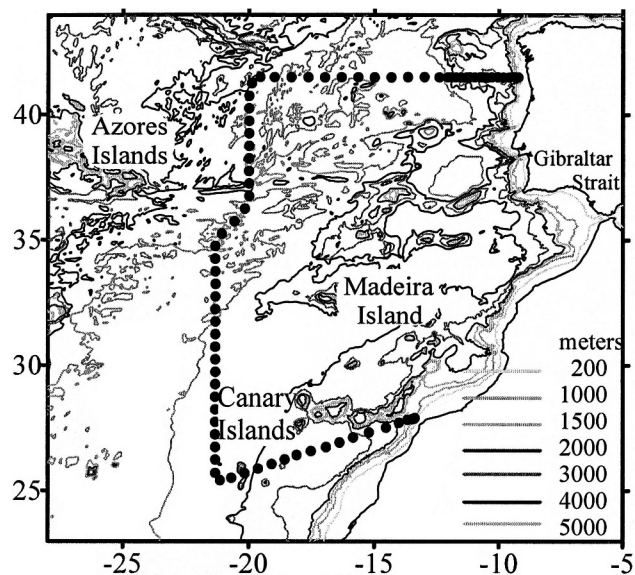 40
35
30
25
Azores
Islands
Gibraltar
Strait
Madeira
Island
Canary
Islands
meters
200
1000
1500
2000
3000
4000
5000
-25
-20
-15
-10
-5